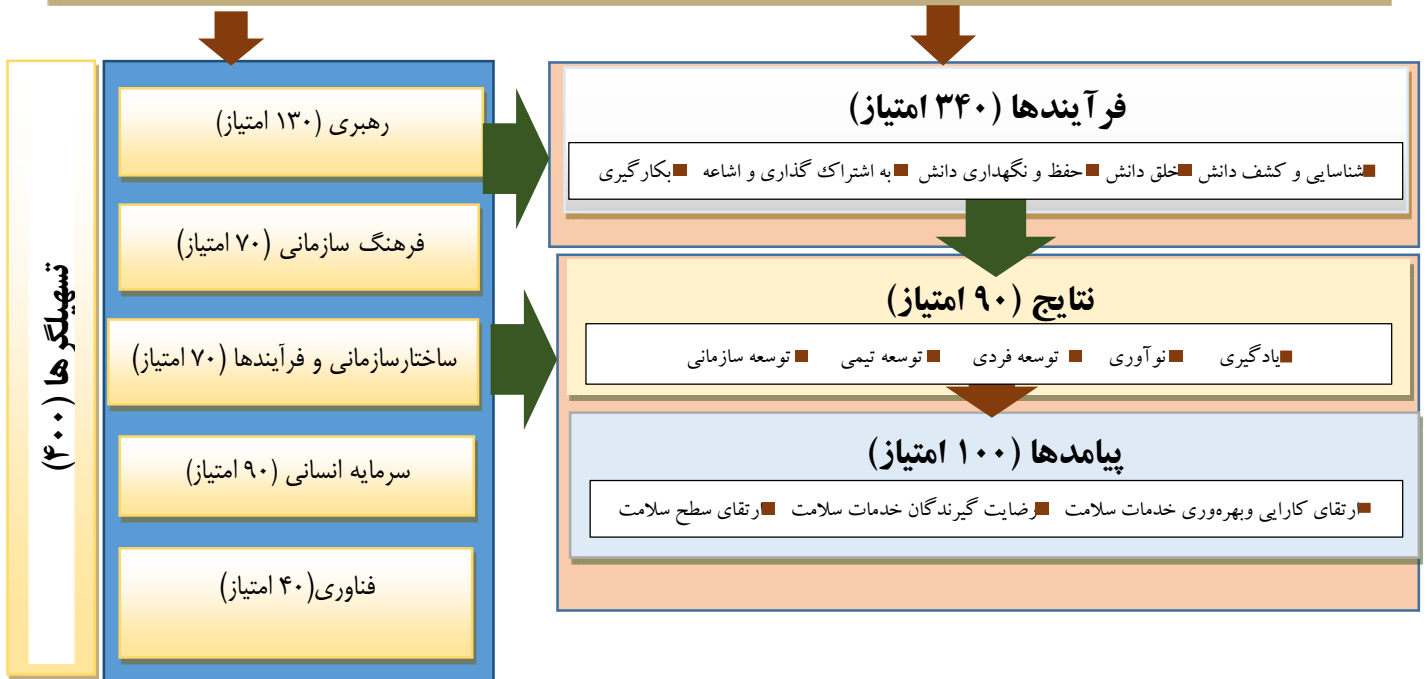 تسهیلگرها (۴۰۰)
رهبری (۱۳۰ امتیاز)
فرهنگ سازمانی (۷۰ امتیاز)
ساختارسازمانی و فرآیندها (۷۰ امتیاز)
سرمایه انسانی (۹۰ امتیاز)
فناوری(۴۰ امتیاز)
فرآیندها (۳۴۰ امتیاز)
■شناسایی و کشف دانش ■خلق دانش ■حفظ و نگهداری دانش ■به اشتراك گذاری و اشاعه ■بکارگیری
نتایج (۹۰ امتیاز)
■یادگیری ■نوآوری ■ توسعه فردی ■ توسعه تیمی ■ توسعه سازمانی
پیامدها (۱۰۰ امتیاز)
■ارتقای کارایی وبهره‌وری خدمات سلامت ■رضایت گیرندگان خدمات سلامت ■ارتقای سطح سلامت